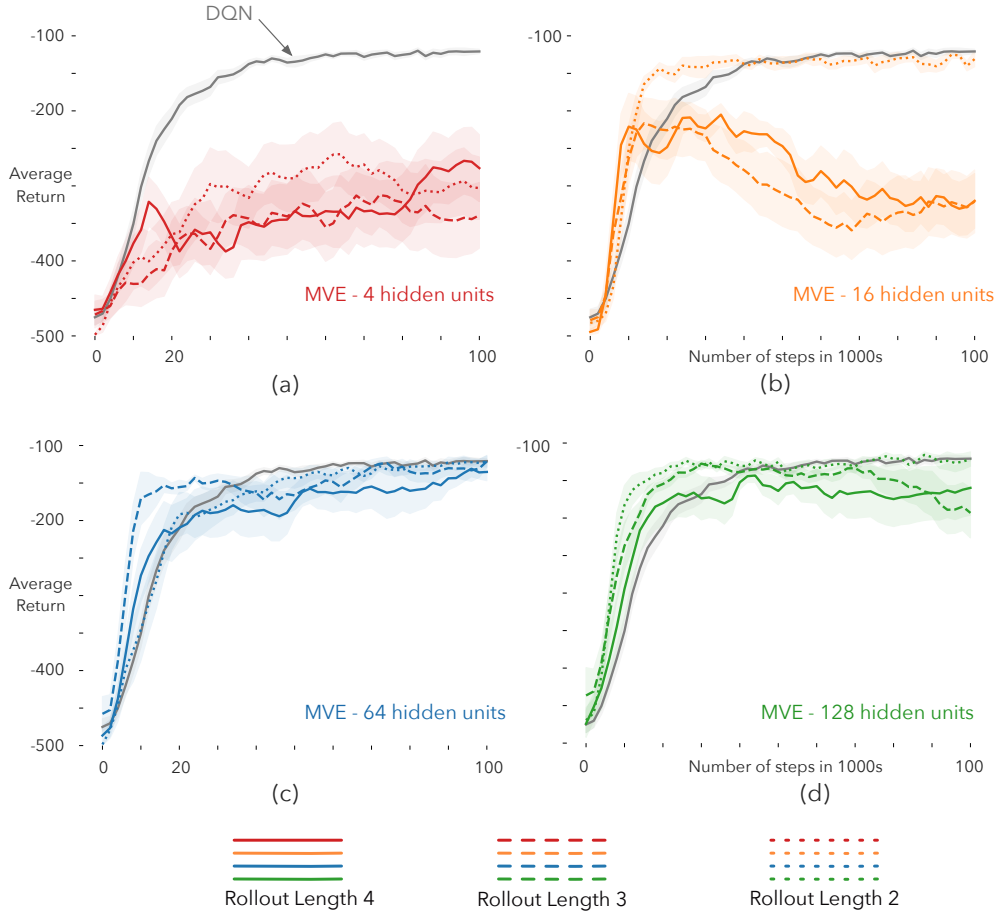 DQN
-100
-200
Average
Return
-400
-500
MVE - 4 hidden units
0
20
100
(a)
-100
MVE - 16 hidden units
0
Number of steps in 1000s
100
(b)
-100
-200
Average
Return
-400
-500
MVE - 64 hidden units
0
20
100
(c)
-100
MVE - 128 hidden units
0
Number of steps in 1000s
100
(d)
Rollout Length 4
Rollout Length 3
Rollout Length 2